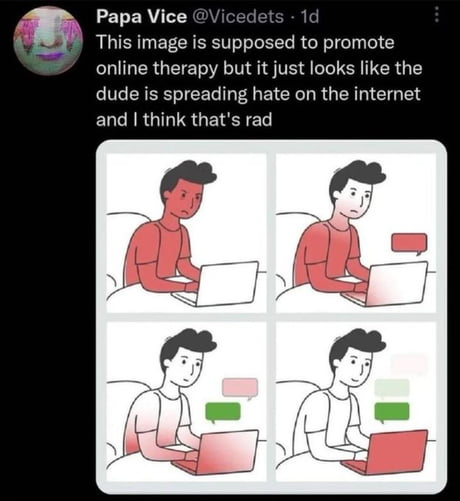 Papa Vice @Vicedets · 1d
This image is supposed to promote
online therapy but it just looks like the
dude is spreading hate on the internet
and I think that's rad